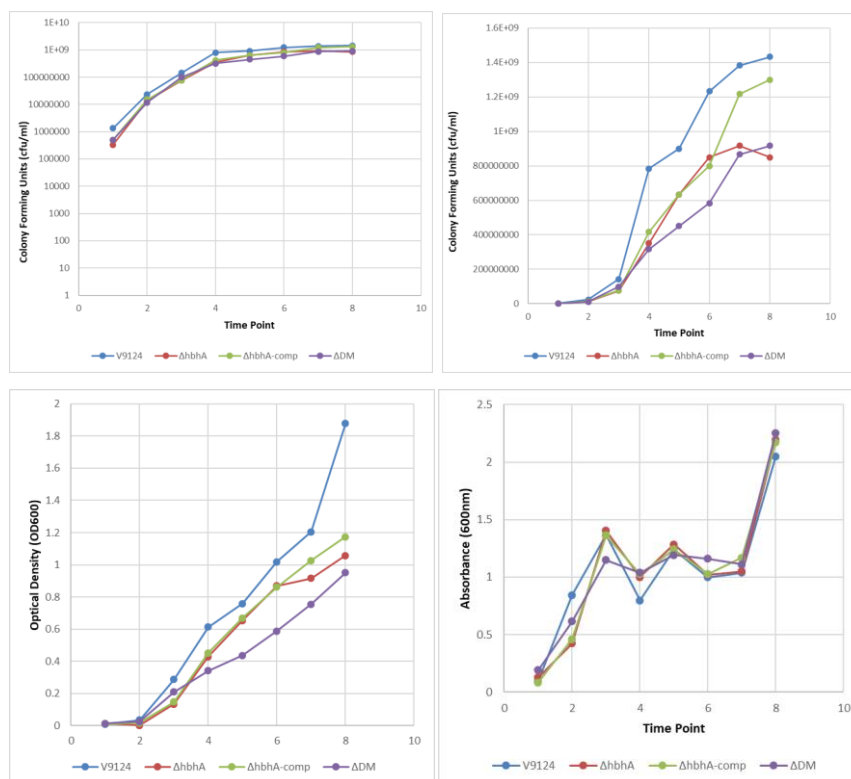 1E+10
1E+09
100000000
10000000
1000000
100000
10000
1000
100
10
1
0 2 4 6 8 10
Colony Forming Units (cfu/ml)
Time Point
V9124 ΔhbhA ΔhbhA-comp ΔDM
1.6E+09
1.4E+09
1.2E+09
1E+09
800000000
600000000
400000000
200000000
0
0 2 4 6 8 10
Colony Forming Units (cfu/ml)
Time Point
V9124 ΔhbhA ΔhbhA-comp ΔDM
2
1.8
1.6
1.4
1.2
1
0.8
0.6
0.4
0.2
0
0 2 4 6 8 10
Optical Density (OD600)
Time Point
V9124 ΔhbhA ΔhbhA-comp ΔDM
2.5
2
1.5
1
0.5
0
0 2 4 6 8 10
Absorbance (600nm)
Time Point
V9124 ΔhbhA ΔhbhA-comp ΔDM